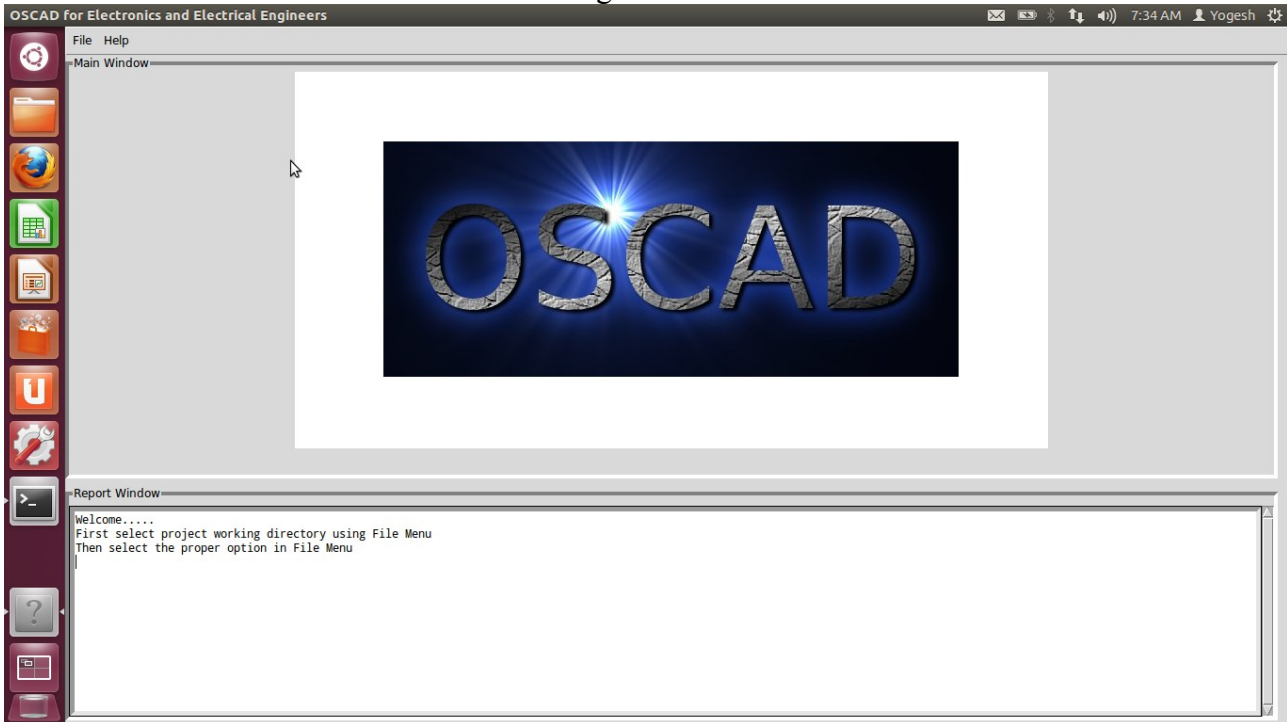 OSCAD for Electronics and Electrical Engineers
7:34 AM
Yogesh
File Help
Main Window
OSCAD
Report Window
Welcome.....
First select project working directory using File Menu
Then select the proper option in File Menu